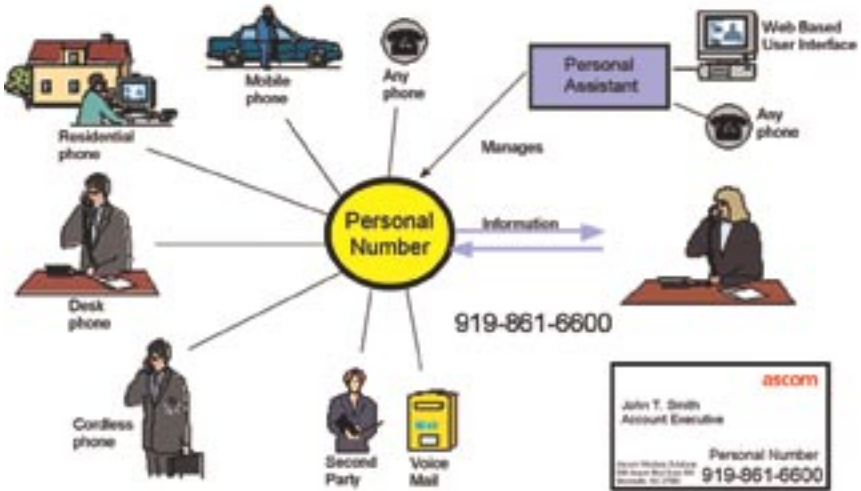 Web Based
User Interface
Personal
Assistant
Any
phone
Mobile
phone
Any
phone
Residential
phone
Manages
Personal
Number
Information
Desk
phone
919-861-6600
Cordless
phone
Second
Party
Voice
Mail
ascom
John T. Smith
Account Executive
Personal Number
919-861-6600